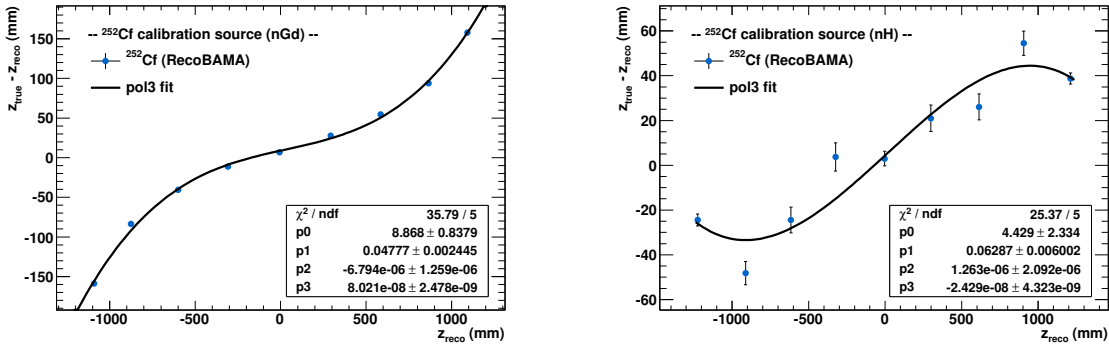 z_true - z_reco (mm)
-- ²⁵²Cf calibration source (nGd) --
²⁵²Cf (RecoBAMA)
pol3 fit
150
100
50
0
-50
-100
-150
χ² / ndf 35.79 / 5
p0 8.868 ± 0.8379
p1 0.04777 ± 0.002445
p2 -6.794e-06 ± 1.259e-06
p3 8.021e-08 ± 2.478e-09
-1000 -500 0 500 1000
z_reco (mm)
z_true - z_reco (mm)
-- ²⁵²Cf calibration source (nH) --
²⁵²Cf (RecoBAMA)
pol3 fit
60
40
20
0
-20
-40
-60
χ² / ndf 25.37 / 5
p0 4.429 ± 2.334
p1 0.06287 ± 0.006002
p2 1.263e-06 ± 2.092e-06
p3 -2.429e-08 ± 4.323e-09
-1000 -500 0 500 1000
z_reco (mm)